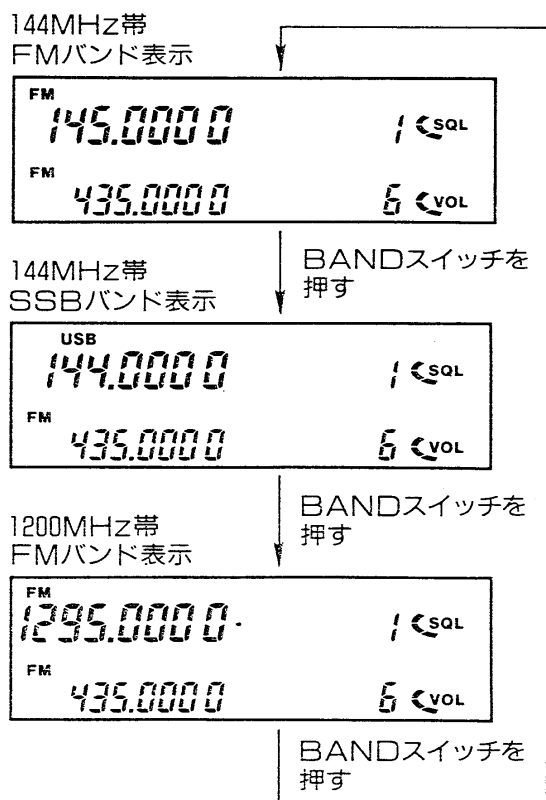 144MHz帯
FMバンド表示
FM
145.0000 1 SQL
FM
435.0000 6 VOL
BANDスイッチを
押す
144MHz帯
SSBバンド表示
USB
144.0000 1 SQL
FM
435.0000 6 VOL
BANDスイッチを
押す
1200MHz帯
FMバンド表示
FM
1295.0000 1 SQL
FM
435.0000 6 VOL
BANDスイッチを
押す